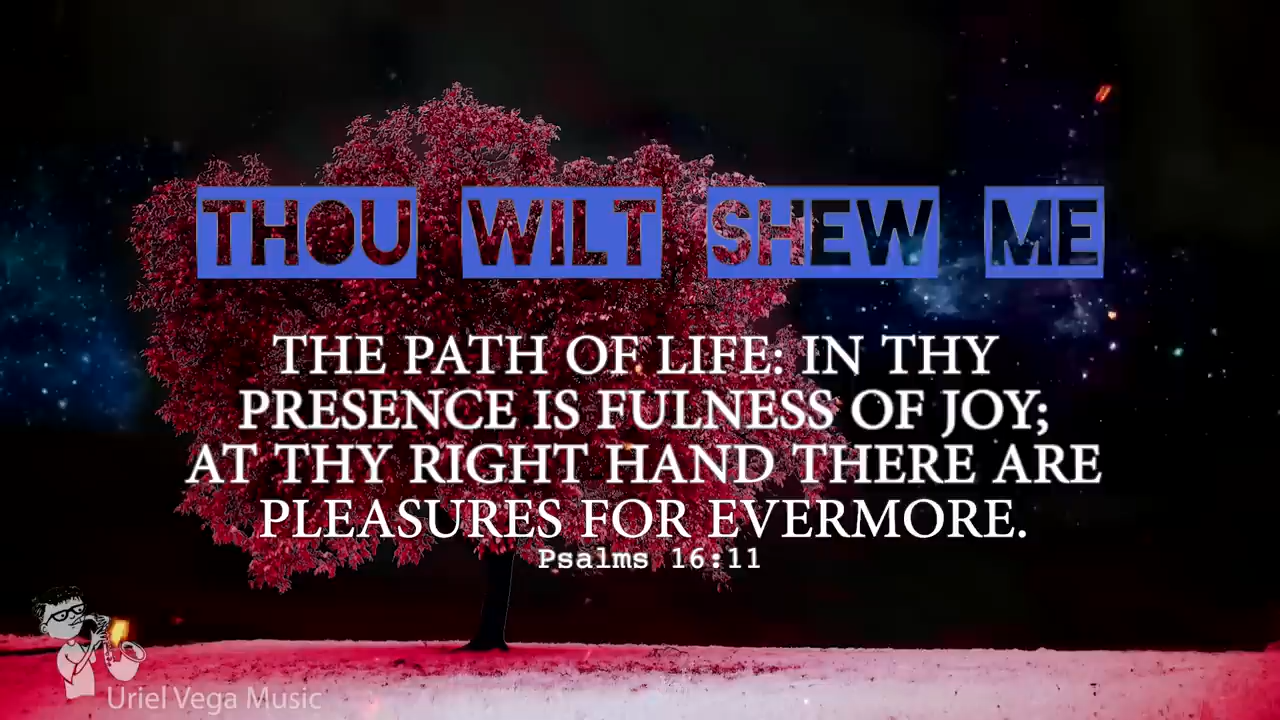 THOU WILT SHEW ME
THE PATH OF LIFE: IN THY
PRESENCE IS FULNESS OF JOY;
AT THY RIGHT HAND THERE ARE
PLEASURES FOR EVERMORE.
Psalms 16:11
Uriel Vega Music